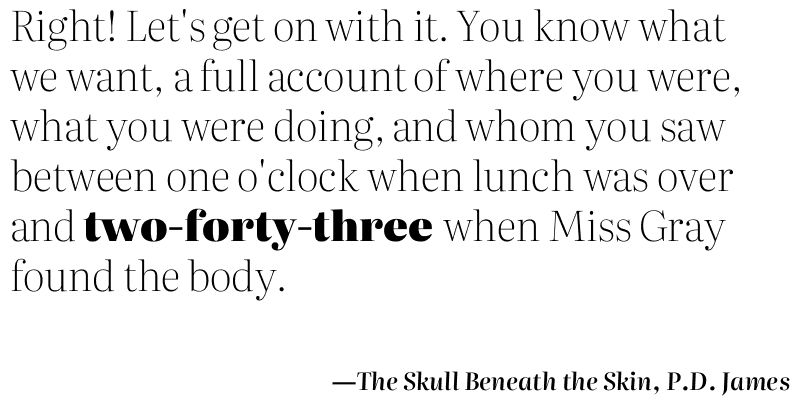 Right! Let's get on with it. You know what
we want, a full account of where you were,
what you were doing, and whom you saw
between one o'clock when lunch was over
and two-forty-three when Miss Gray
found the body.
—The Skull Beneath the Skin, P.D. James